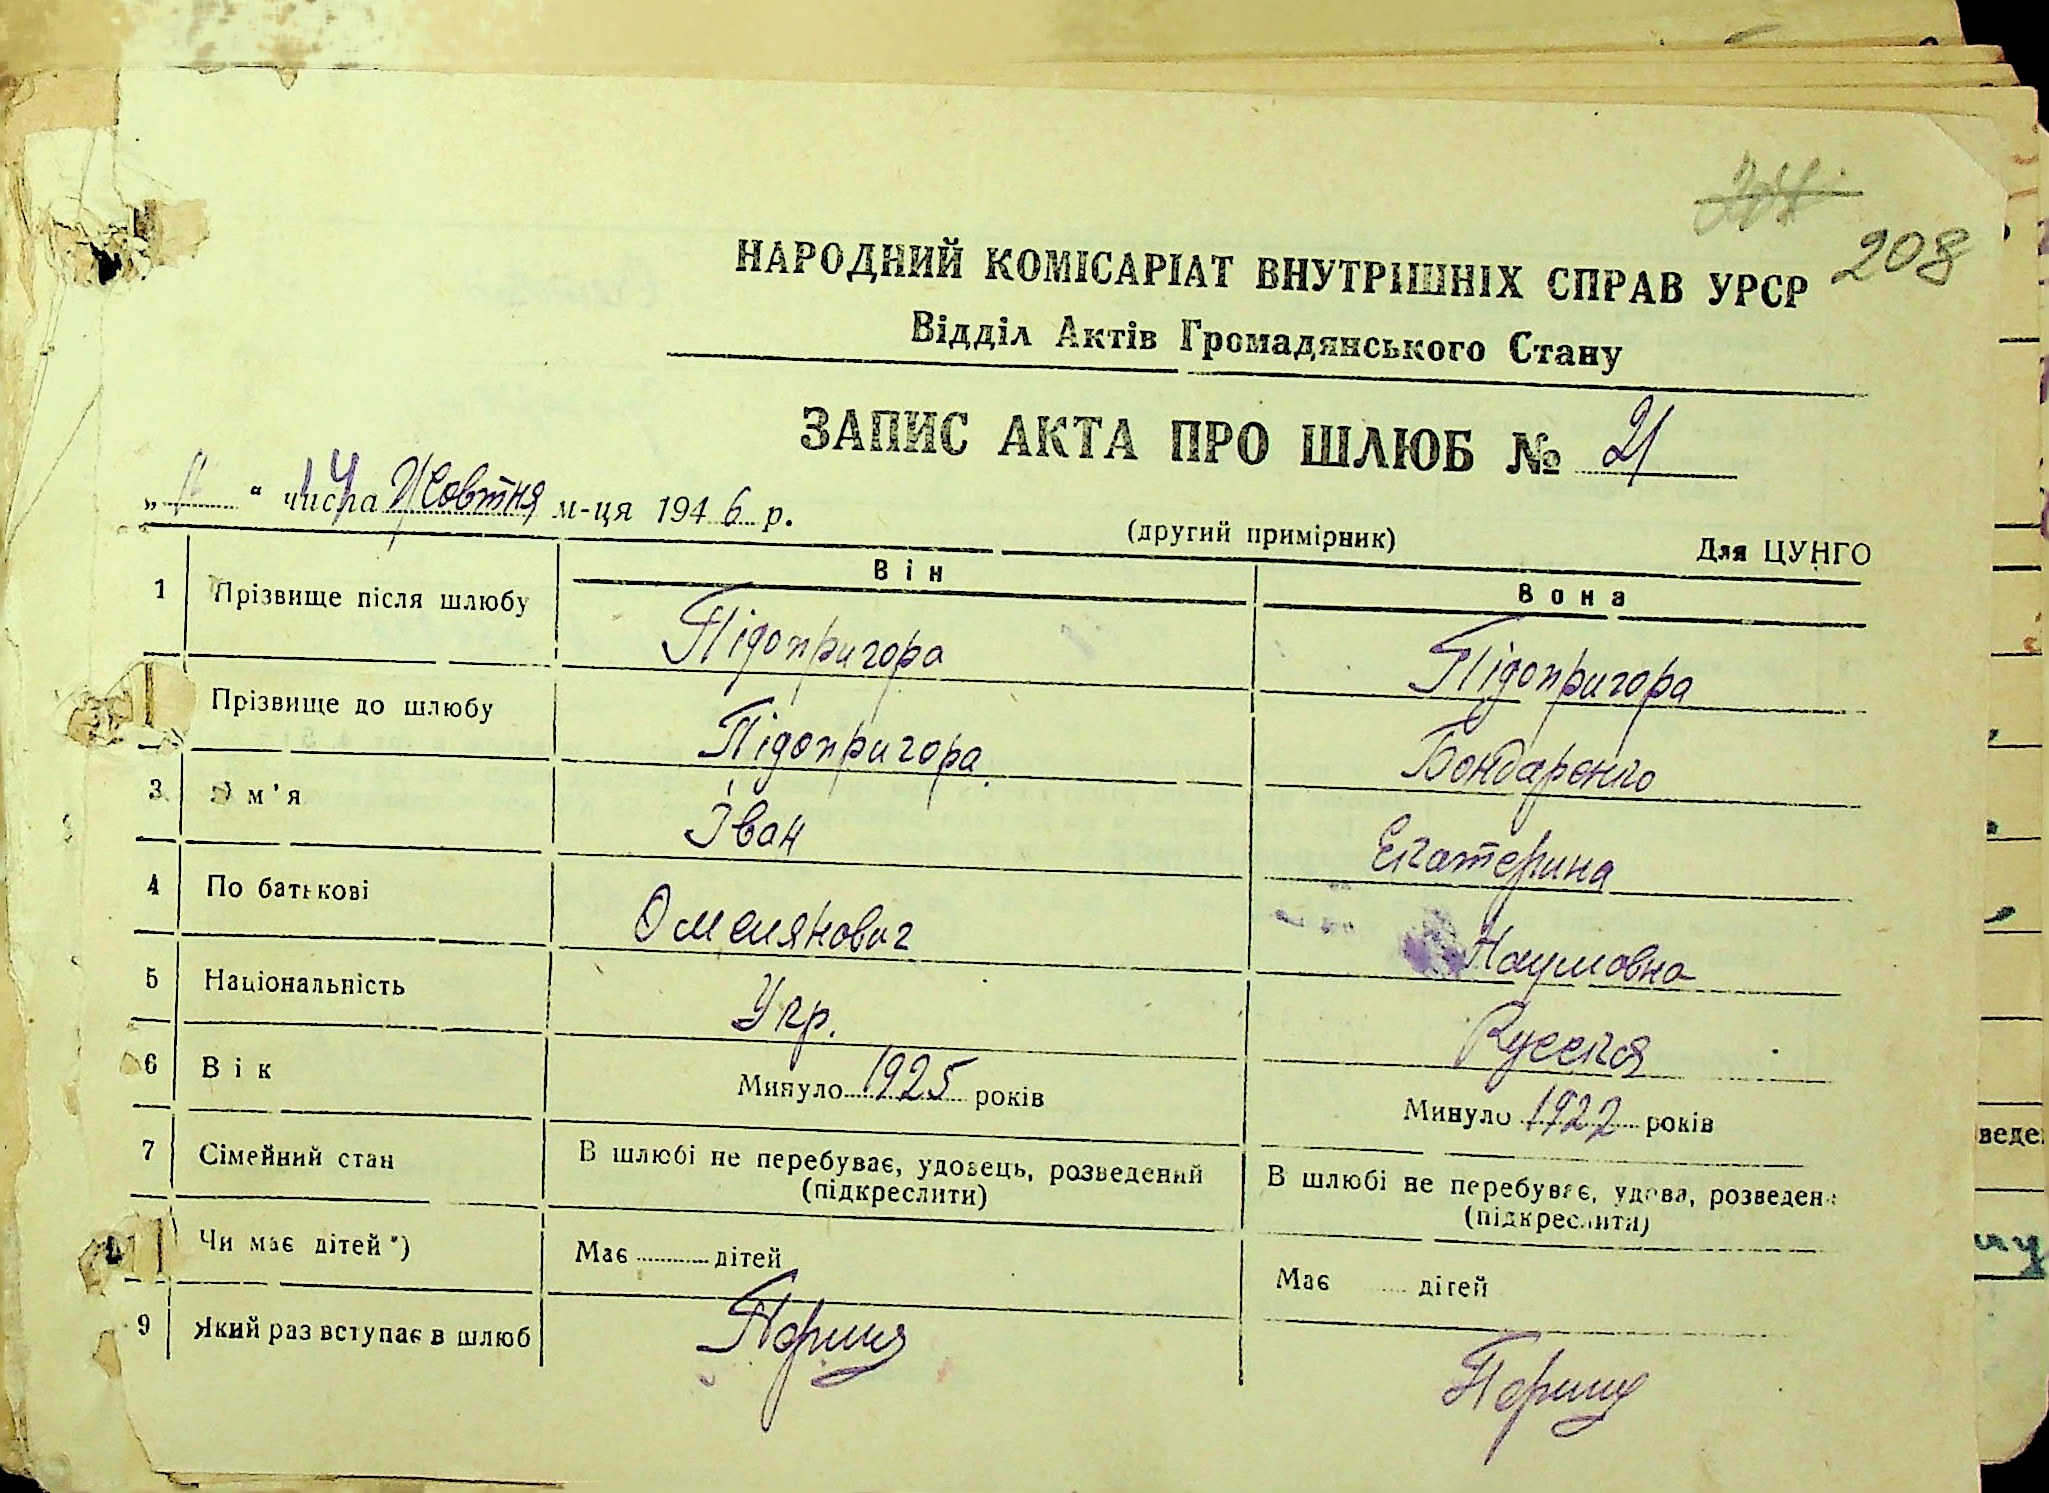 208
НАРОДНИЙ КОМІСАРІАТ ВНУТРІШНІХ СПРАВ УРСР
Відділ Актів Громадянського Стану
ЗАПИС АКТА ПРО ШЛЮБ № 21
„ “ 14 числа Жовтня м-ця 1946 р.
(другий примірник) Для ЦУНГО
Він Вона
1 Прізвище після шлюбу Підопригора Підопригора
Прізвище до шлюбу Підопригора Бондаренко
3 Ім’я Іван Екатерина
4 По батькові Омелянович Наумовна
5 Національність Укр. Русскоя
6 Вік Минуло 1925 років Минуло 1922 років
7 Сімейний стан В шлюбі не перебуває, удовець, розведений (підкреслити) В шлюбі не перебуває, удова, розведена (підкреслити)
Чи має дітей *) Має дітей Має дітей
9 Який раз вступає в шлюб Перший Перший